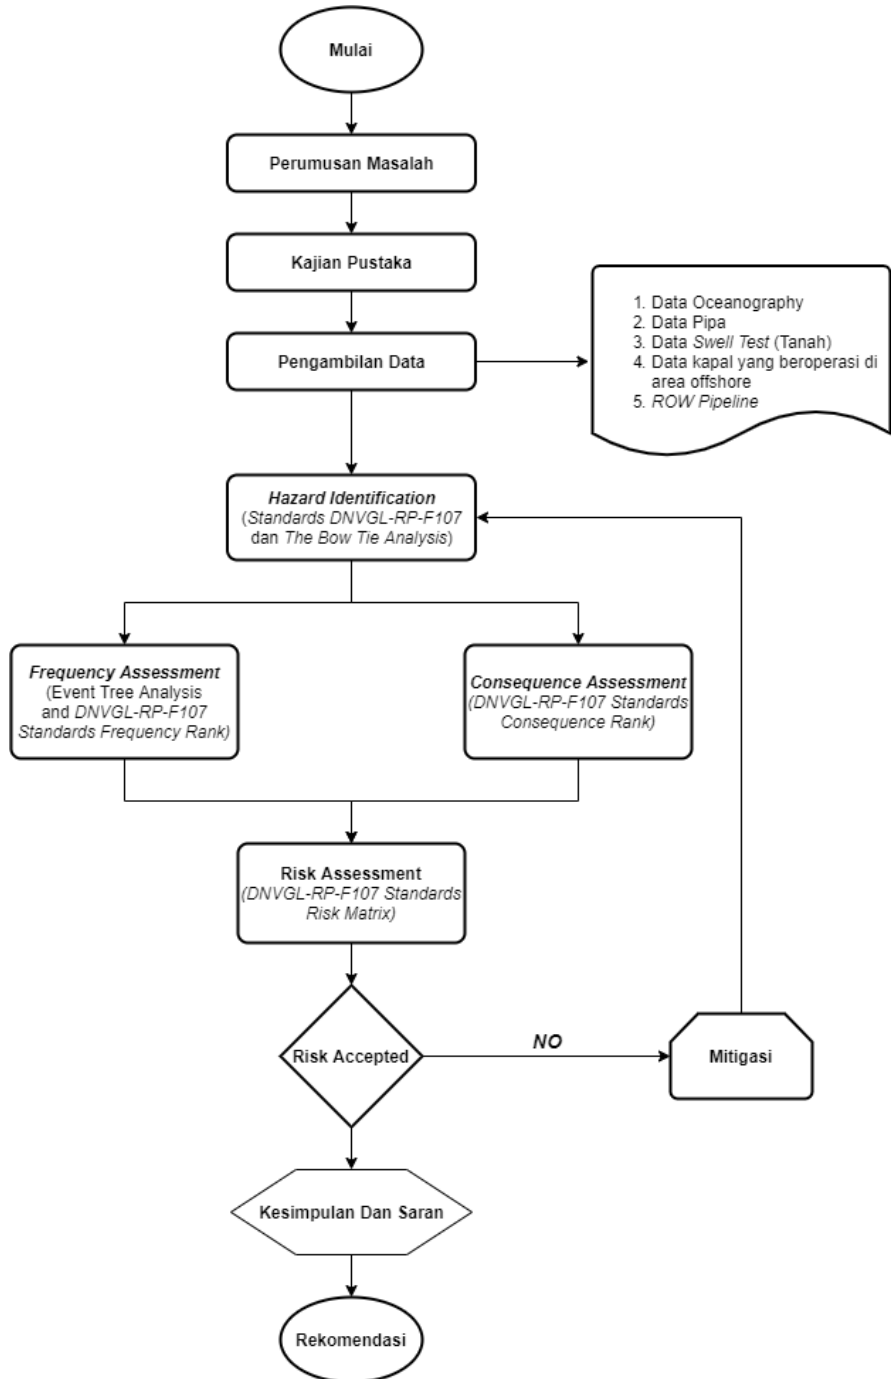 Mulai
Perumusan Masalah
Kajian Pustaka
Pengambilan Data
1. Data Oceanography
2. Data Pipa
3. Data Swell Test (Tanah)
4. Data kapal yang beroperasi di
area offshore
5. ROW Pipeline
Hazard Identification
(Standards DNVGL-RP-F107
dan The Bow Tie Analysis)
Frequency Assessment
(Event Tree Analysis
and DNVGL-RP-F107
Standards Frequency Rank)
Consequence Assessment
(DNVGL-RP-F107 Standards
Consequence Rank)
Risk Assessment
(DNVGL-RP-F107 Standards
Risk Matrix)
Risk Accepted
NO
Mitigasi
Kesimpulan Dan Saran
Rekomendasi